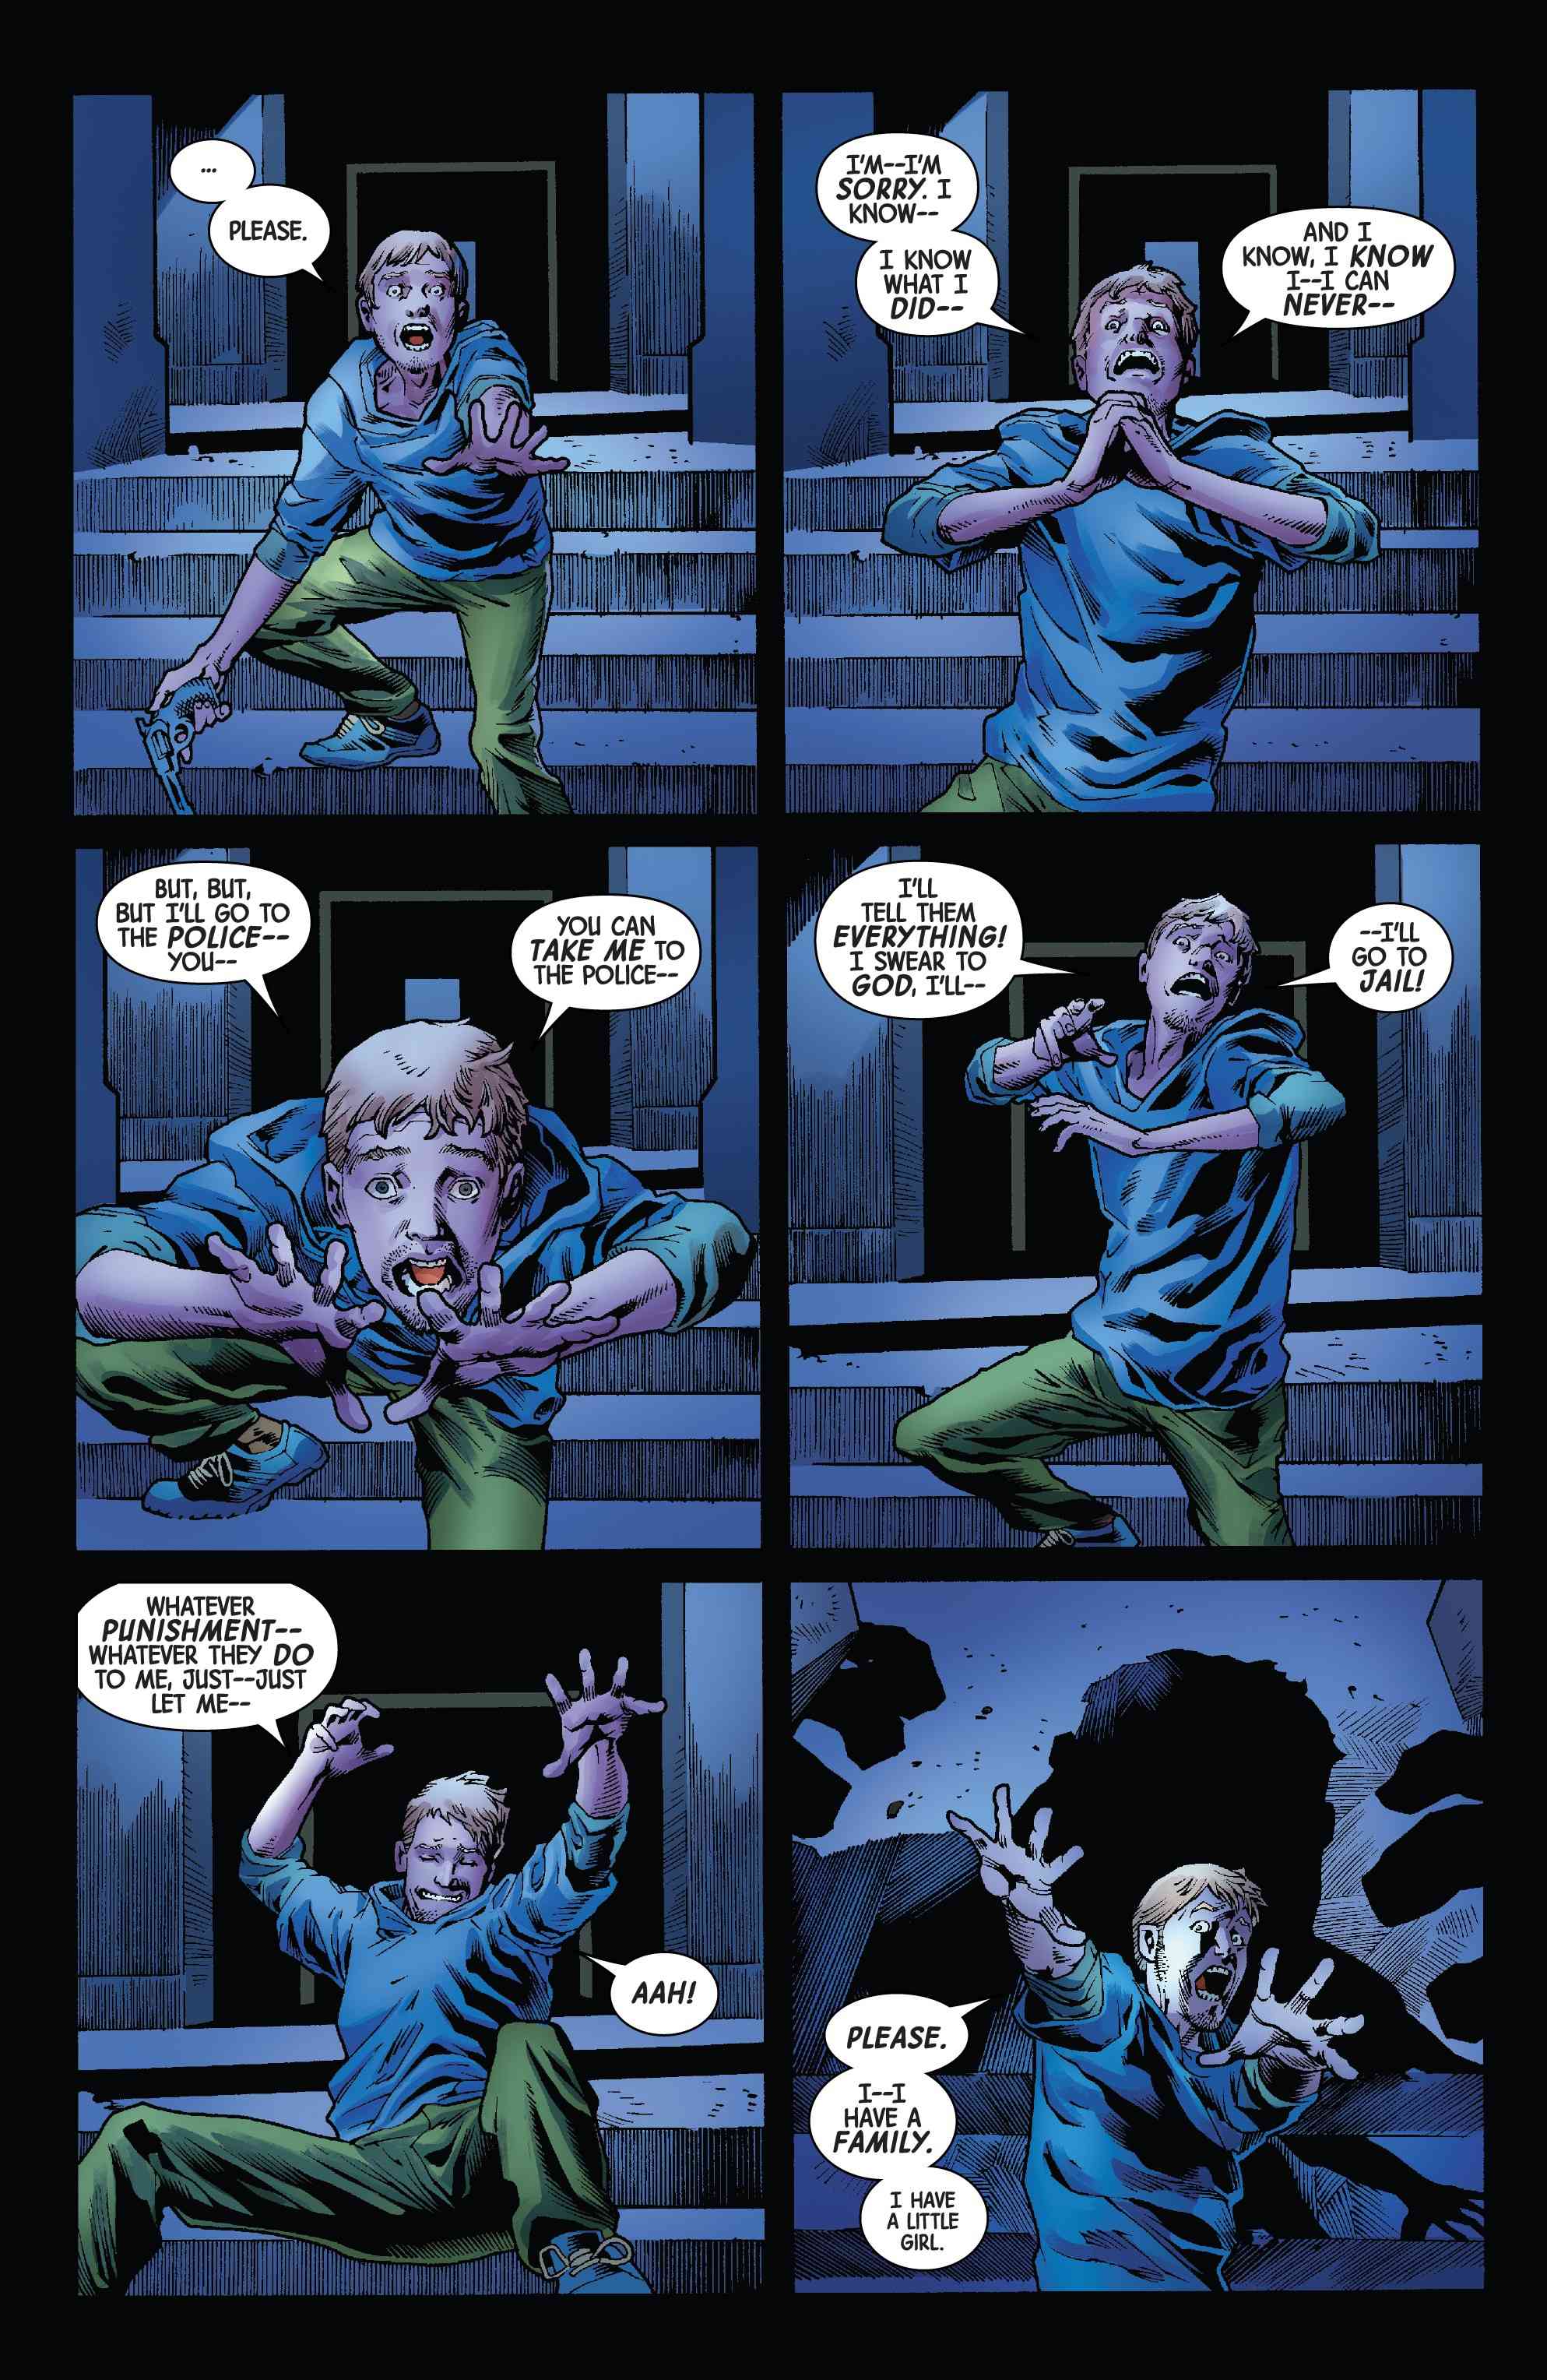 ...
PLEASE.
I'M--I'M
SORRY. I
KNOW--
I KNOW
WHAT I
DID--
AND I
KNOW, I KNOW
I--I CAN
NEVER--
BUT, BUT,
BUT I'LL GO TO
THE POLICE--
YOU--
YOU CAN
TAKE ME TO
THE POLICE--
I'LL
TELL THEM
EVERYTHING!
I SWEAR TO
GOD, I'LL--
--I'LL
GO TO
JAIL!
WHATEVER
PUNISHMENT--
WHATEVER THEY DO
TO ME, JUST--JUST
LET ME--
AAH!
PLEASE.
I--I
HAVE A
FAMILY.
I HAVE
A LITTLE
GIRL.